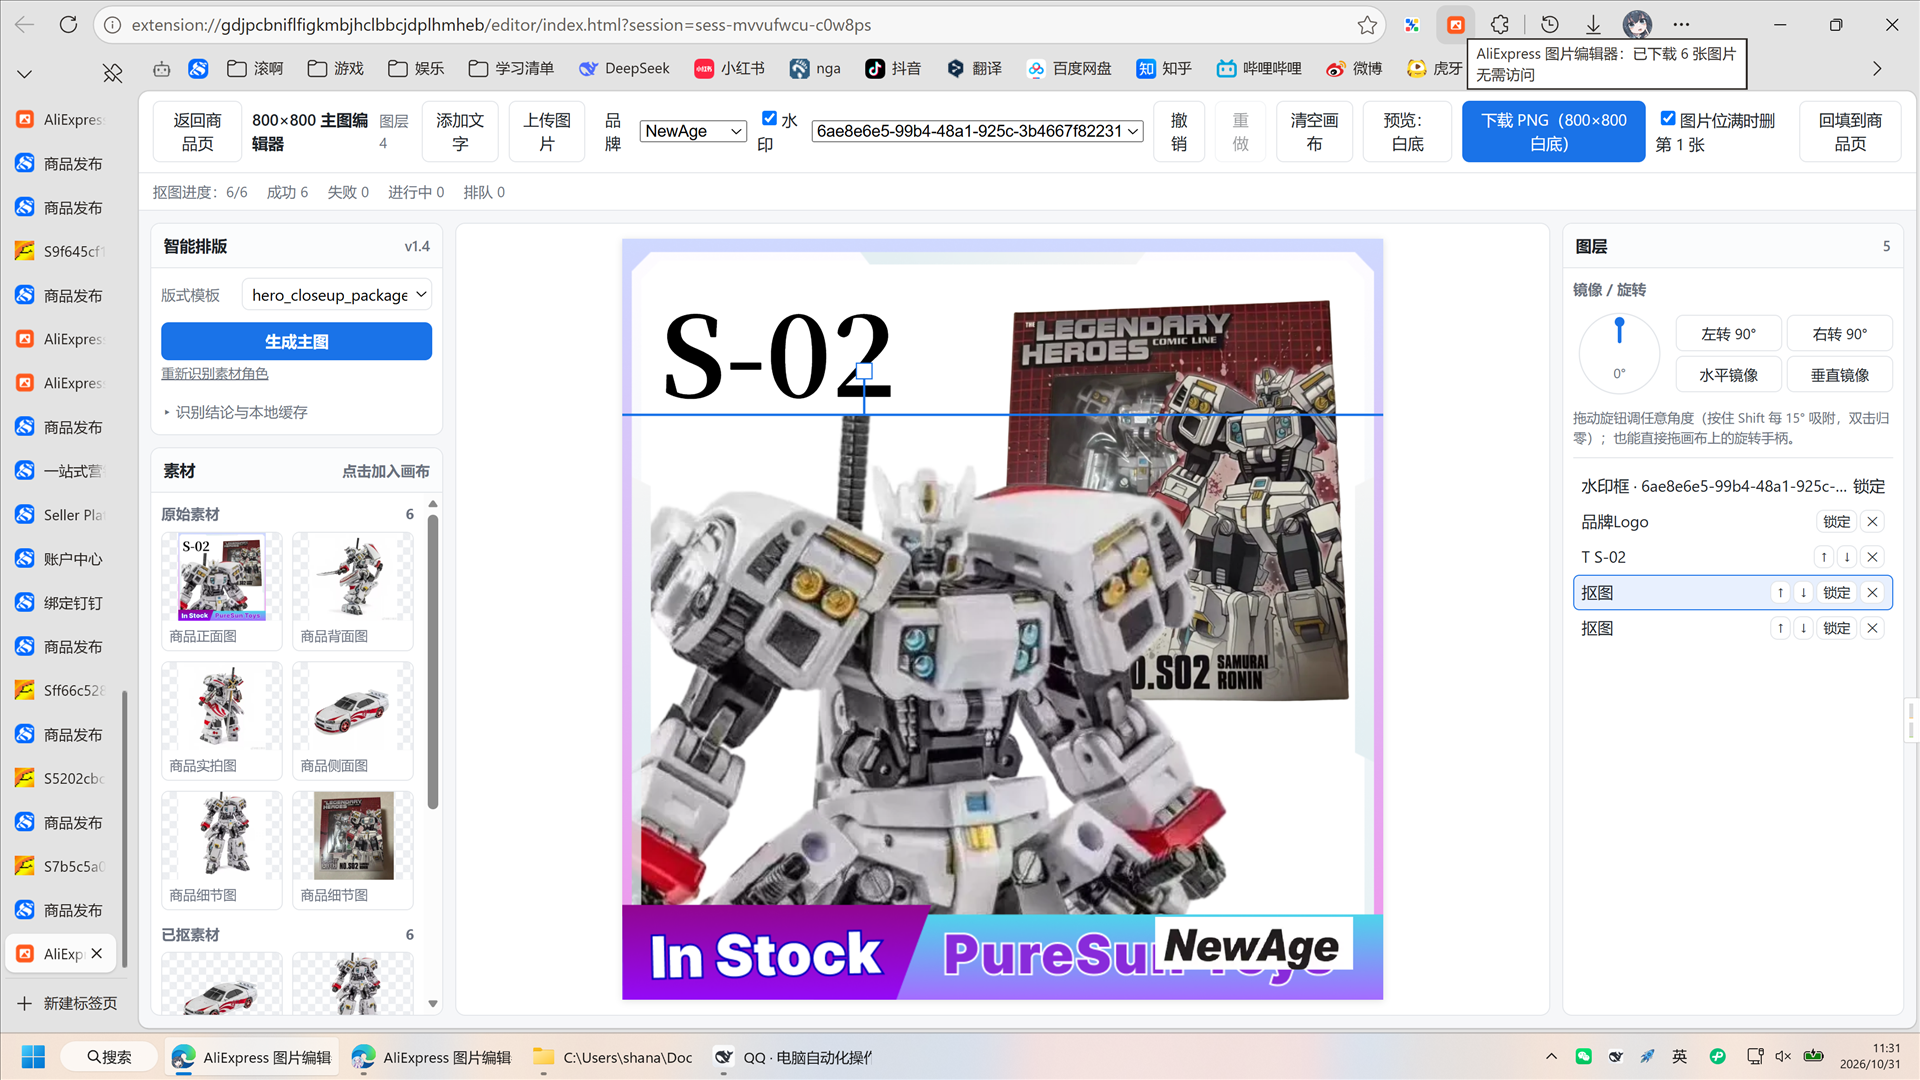 extension://gdjpcbniflfigkmbjhclbbcjdplhmheb/editor/index.html?session=sess-mvvufwcu-c0w8ps
AliExpress 图片编辑器：已下载 6 张图片
无需访问
滚啊
游戏
娱乐
学习清单
DeepSeek
小红书
nga
抖音
翻译
百度网盘
知乎
哔哩哔哩
微博
虎牙
AliExpres
商品发布
商品发布
S9f645cf1
商品发布
AliExpres
AliExpres
商品发布
一站式营
Seller Pla
账户中心
绑定钉钉
商品发布
Sff66c528
商品发布
S5202cbc
商品发布
S7b5c5a0
商品发布
AliExp
新建标签页
返回商品页
800×800 主图编辑器
图层 4
添加文字
上传图片
品牌
NewAge
水印
6ae8e6e5-99b4-48a1-925c-3b4667f82231
撤销
重做
清空画布
预览：白底
下载 PNG（800×800 白底）
图片位满时删第 1 张
回填到商品页
抠图进度：6/6 成功 6 失败 0 进行中 0 排队 0
智能排版 v1.4
版式模板 hero_closeup_package
生成主图
重新识别素材角色
识别结论与本地缓存
素材 点击加入画布
原始素材 6
S-02
In Stock PureSun Toys
商品正面图
商品背面图
商品实拍图
商品侧面图
商品细节图
商品细节图
已抠素材 6
S-02
THE LEGENDARY HEROES
COMIC LINE
O.S02 SAMURAI RONIN
In Stock
PureSun Toys
NewAge
图层 5
镜像 / 旋转
0°
左转 90°
右转 90°
水平镜像
垂直镜像
拖动旋钮调任意角度（按住 Shift 每 15° 吸附，双击归
零）；也能直接拖画布上的旋转手柄。
水印框 · 6ae8e6e5-99b4-48a1-925c-... 锁定
品牌Logo 锁定
T S-02
抠图 锁定
抠图 锁定
搜索
AliExpress 图片编辑
AliExpress 图片编辑
C:\Users\shana\Doc
QQ · 电脑自动化操作
英
11:31
2026/10/31